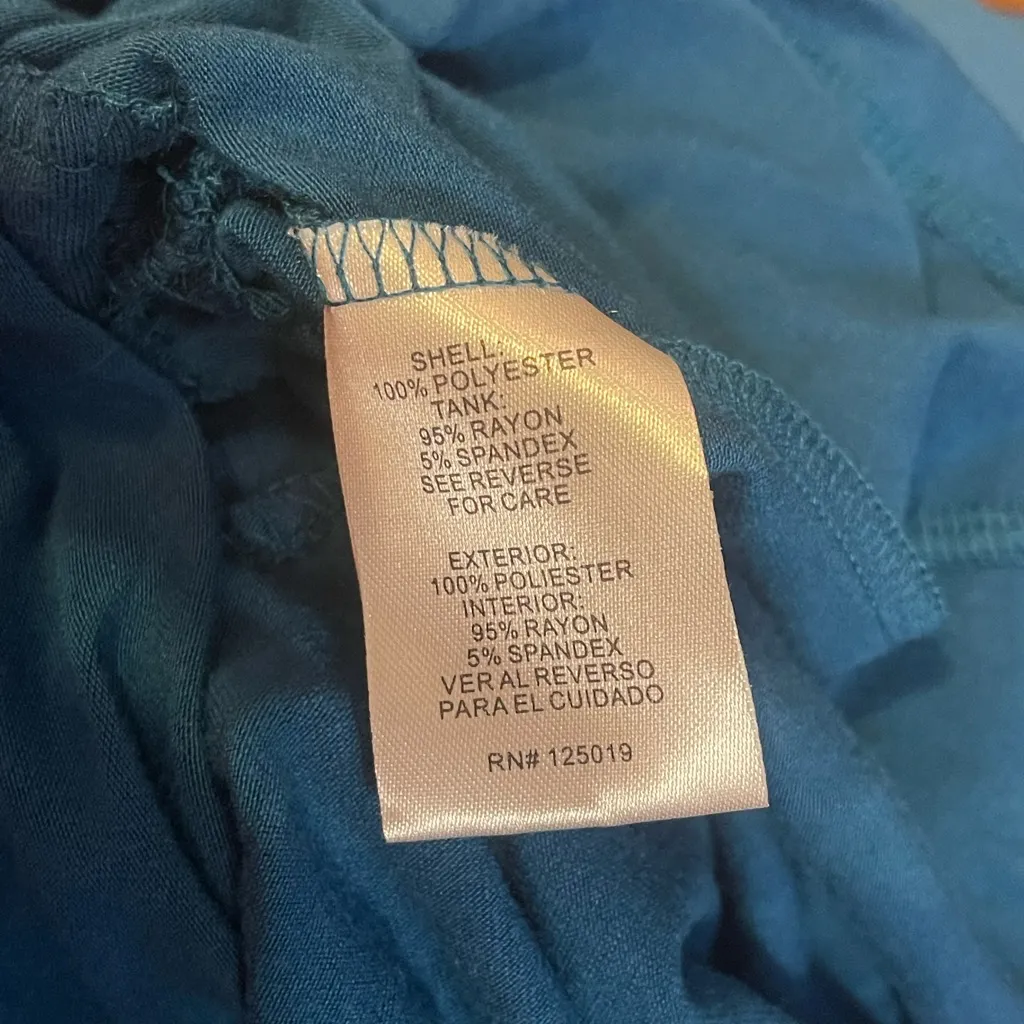 SHELL:
100% POLYESTER
TANK:
95% RAYON
5% SPANDEX
SEE REVERSE
FOR CARE
EXTERIOR:
100% POLIESTER
INTERIOR:
95% RAYON
5% SPANDEX
VER AL REVERSO
PARA EL CUIDADO
RN# 125019